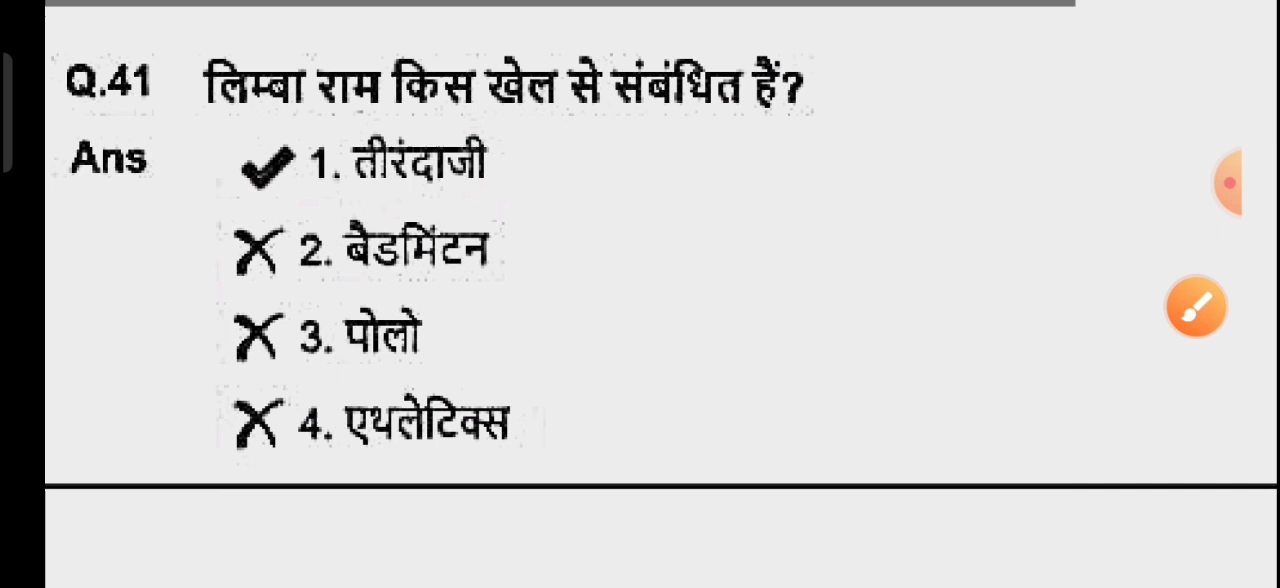 Q.41 लिम्बा राम किस खेल से संबंधित हैं?
Ans ✔ 1. तीरंदाजी
✗ 2. बैडमिंटन
✗ 3. पोलो
✗ 4. एथलेटिक्स